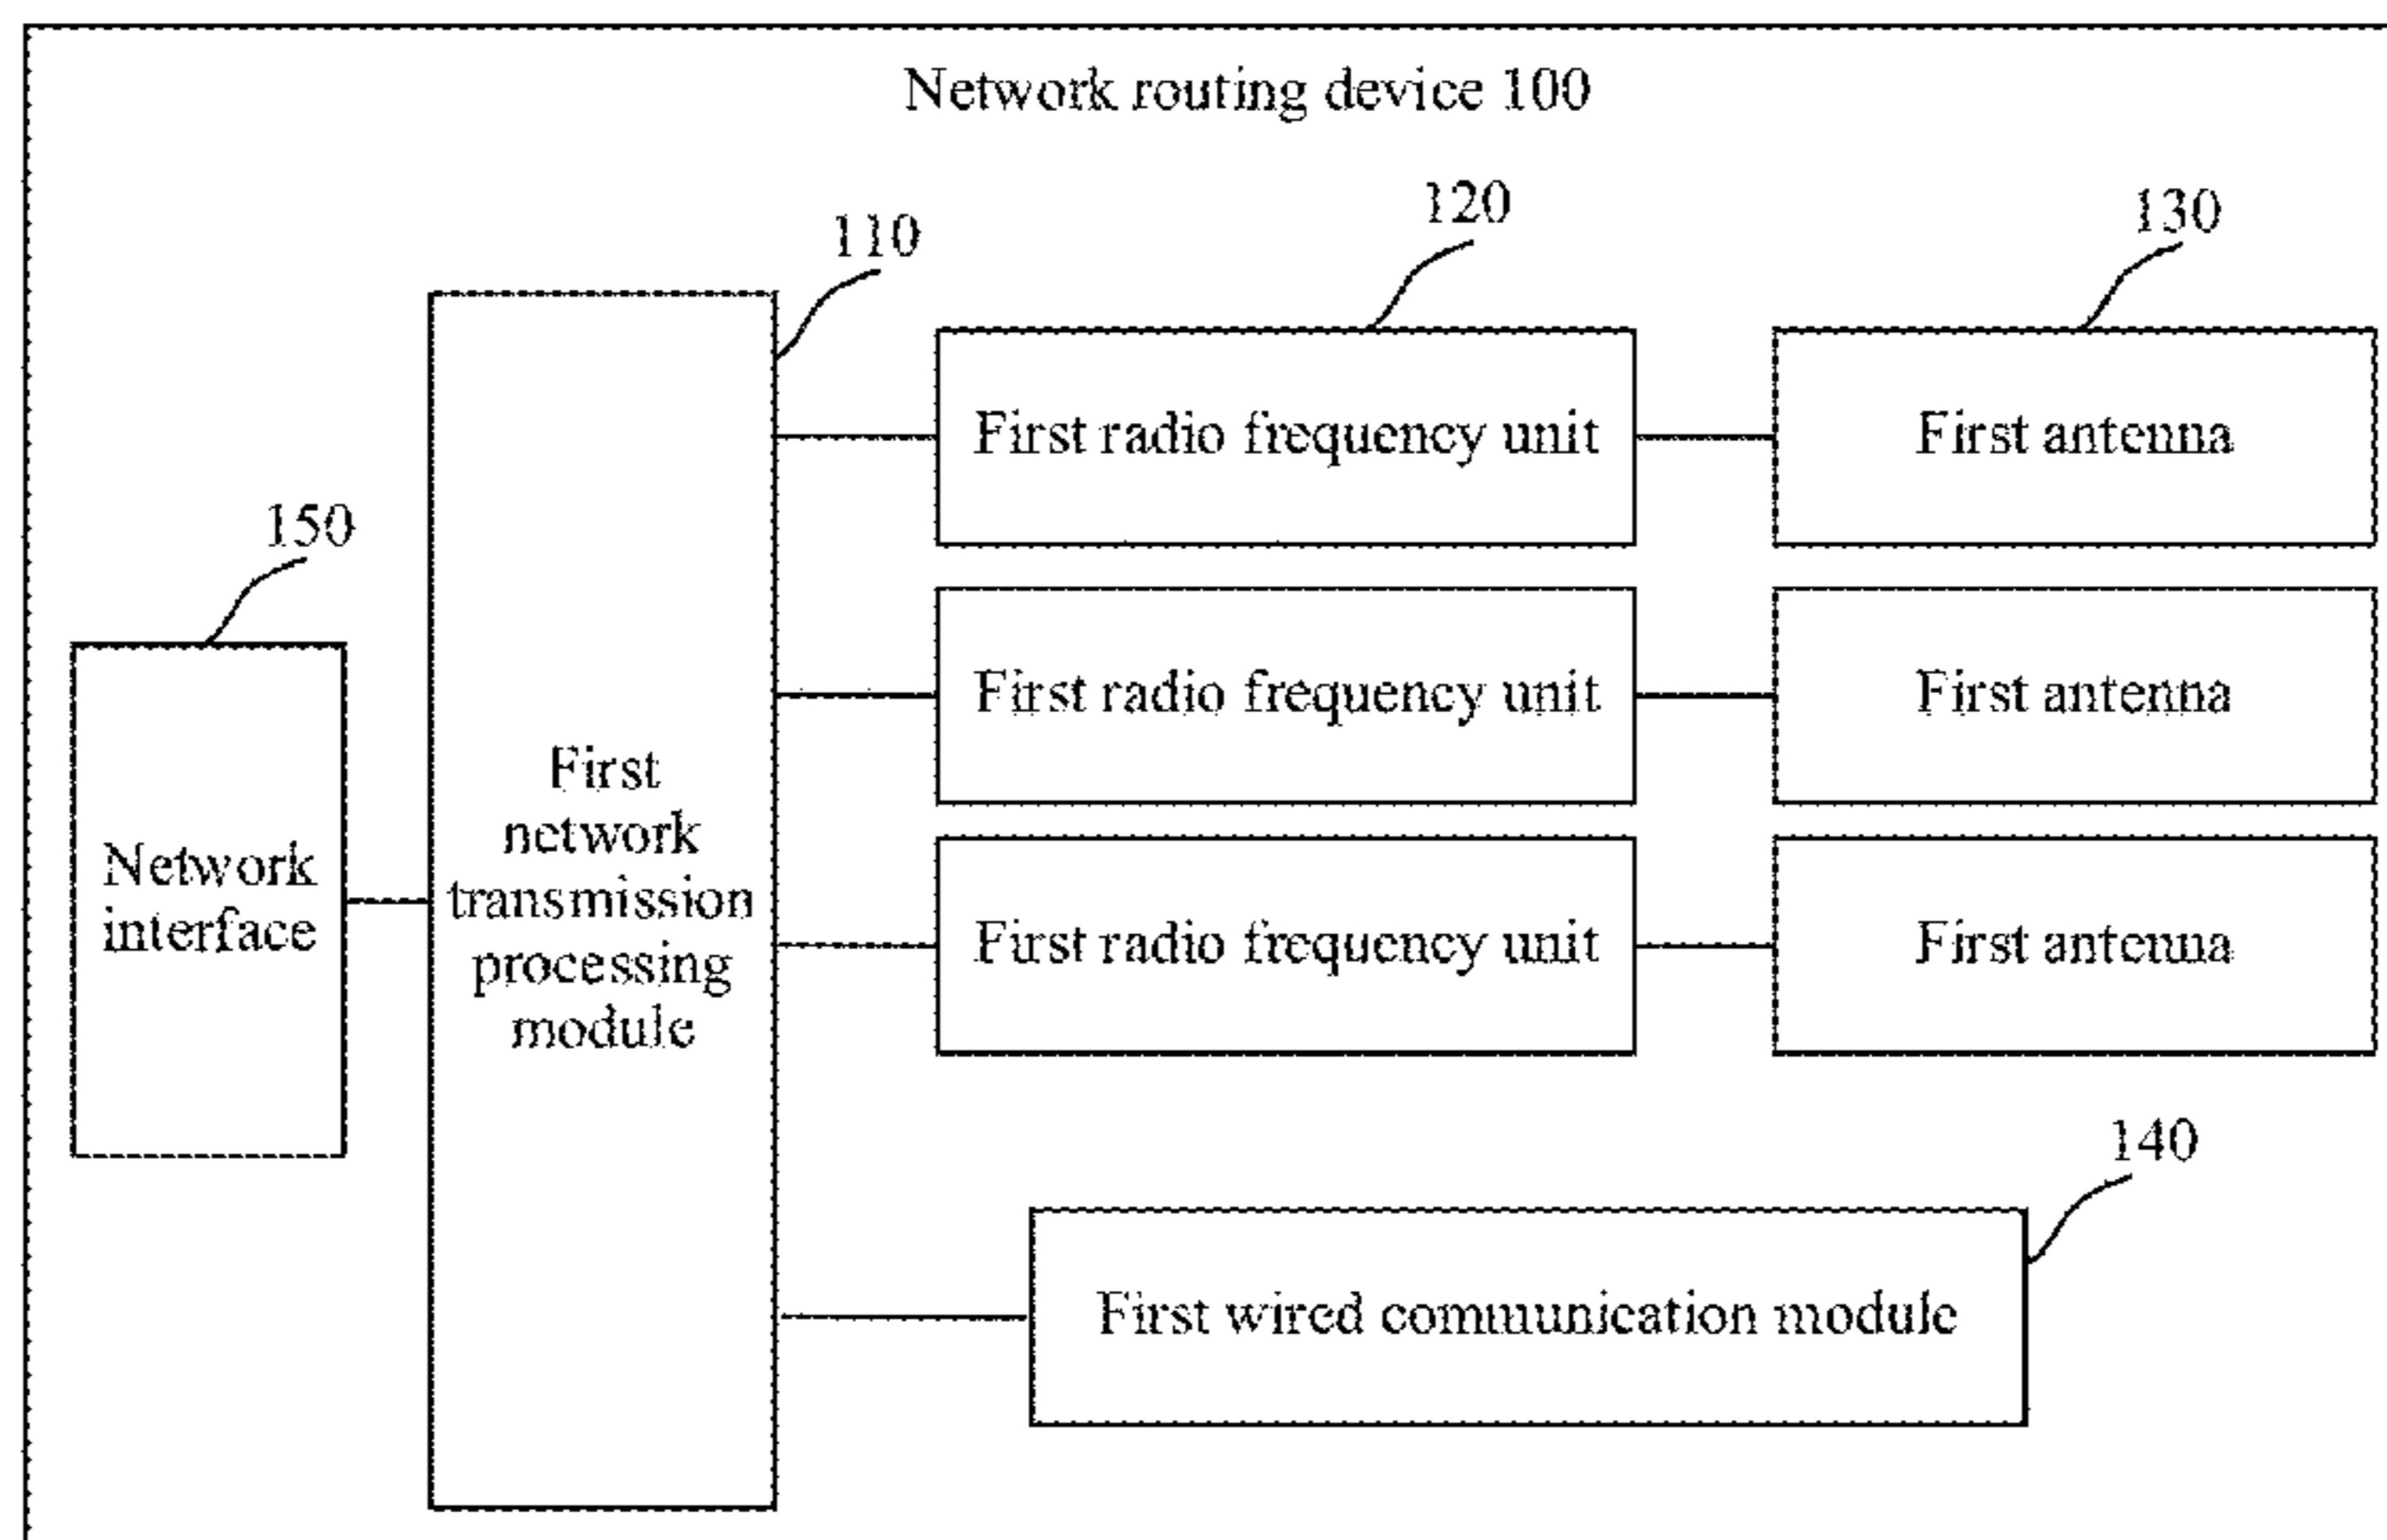 Network routing device 100
110
120
130
150
First radio frequency unit
First antenna
First radio frequency unit
First antenna
First radio frequency unit
First antenna
Network
interface
First
network
transmission
processing
module
140
First wired communication module